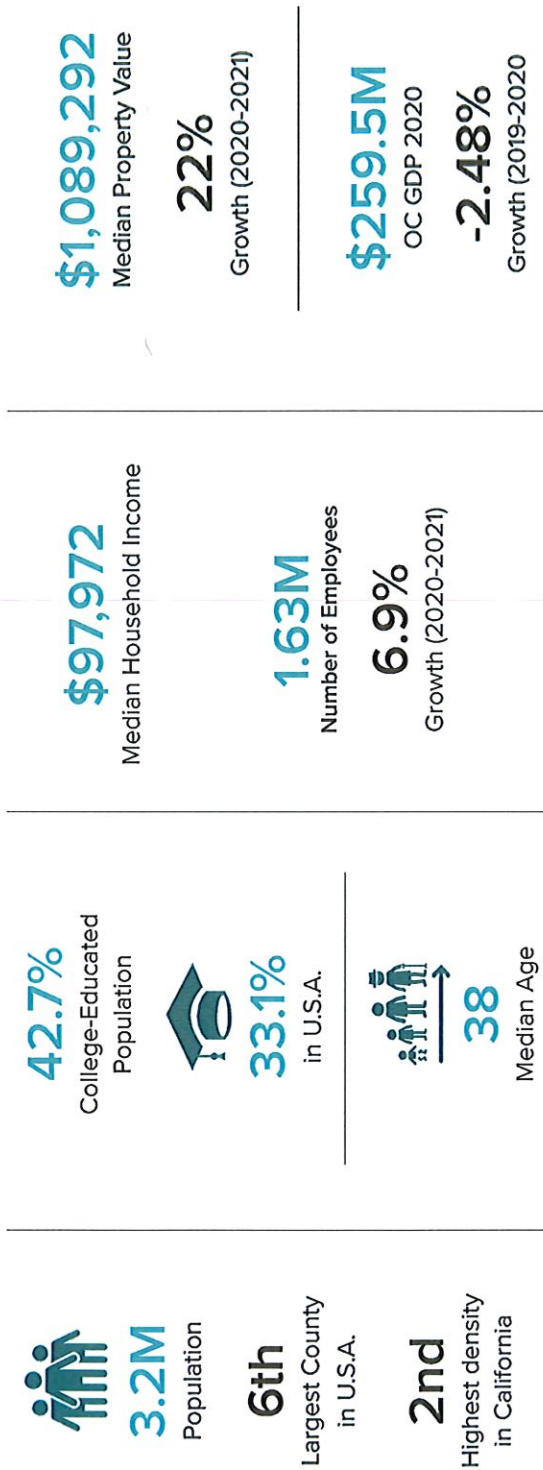 3.2M
Population
6th
Largest County
in U.S.A.
2nd
Highest density
in California
42.7%
College-Educated
Population
33.1%
in U.S.A.
38
Median Age
$97,972
Median Household Income
1.63M
Number of Employees
6.9%
Growth (2020-2021)
$1,089,292
Median Property Value
22%
Growth (2020-2021)
$259.5M
OC GDP 2020
-2.48%
Growth (2019-2020